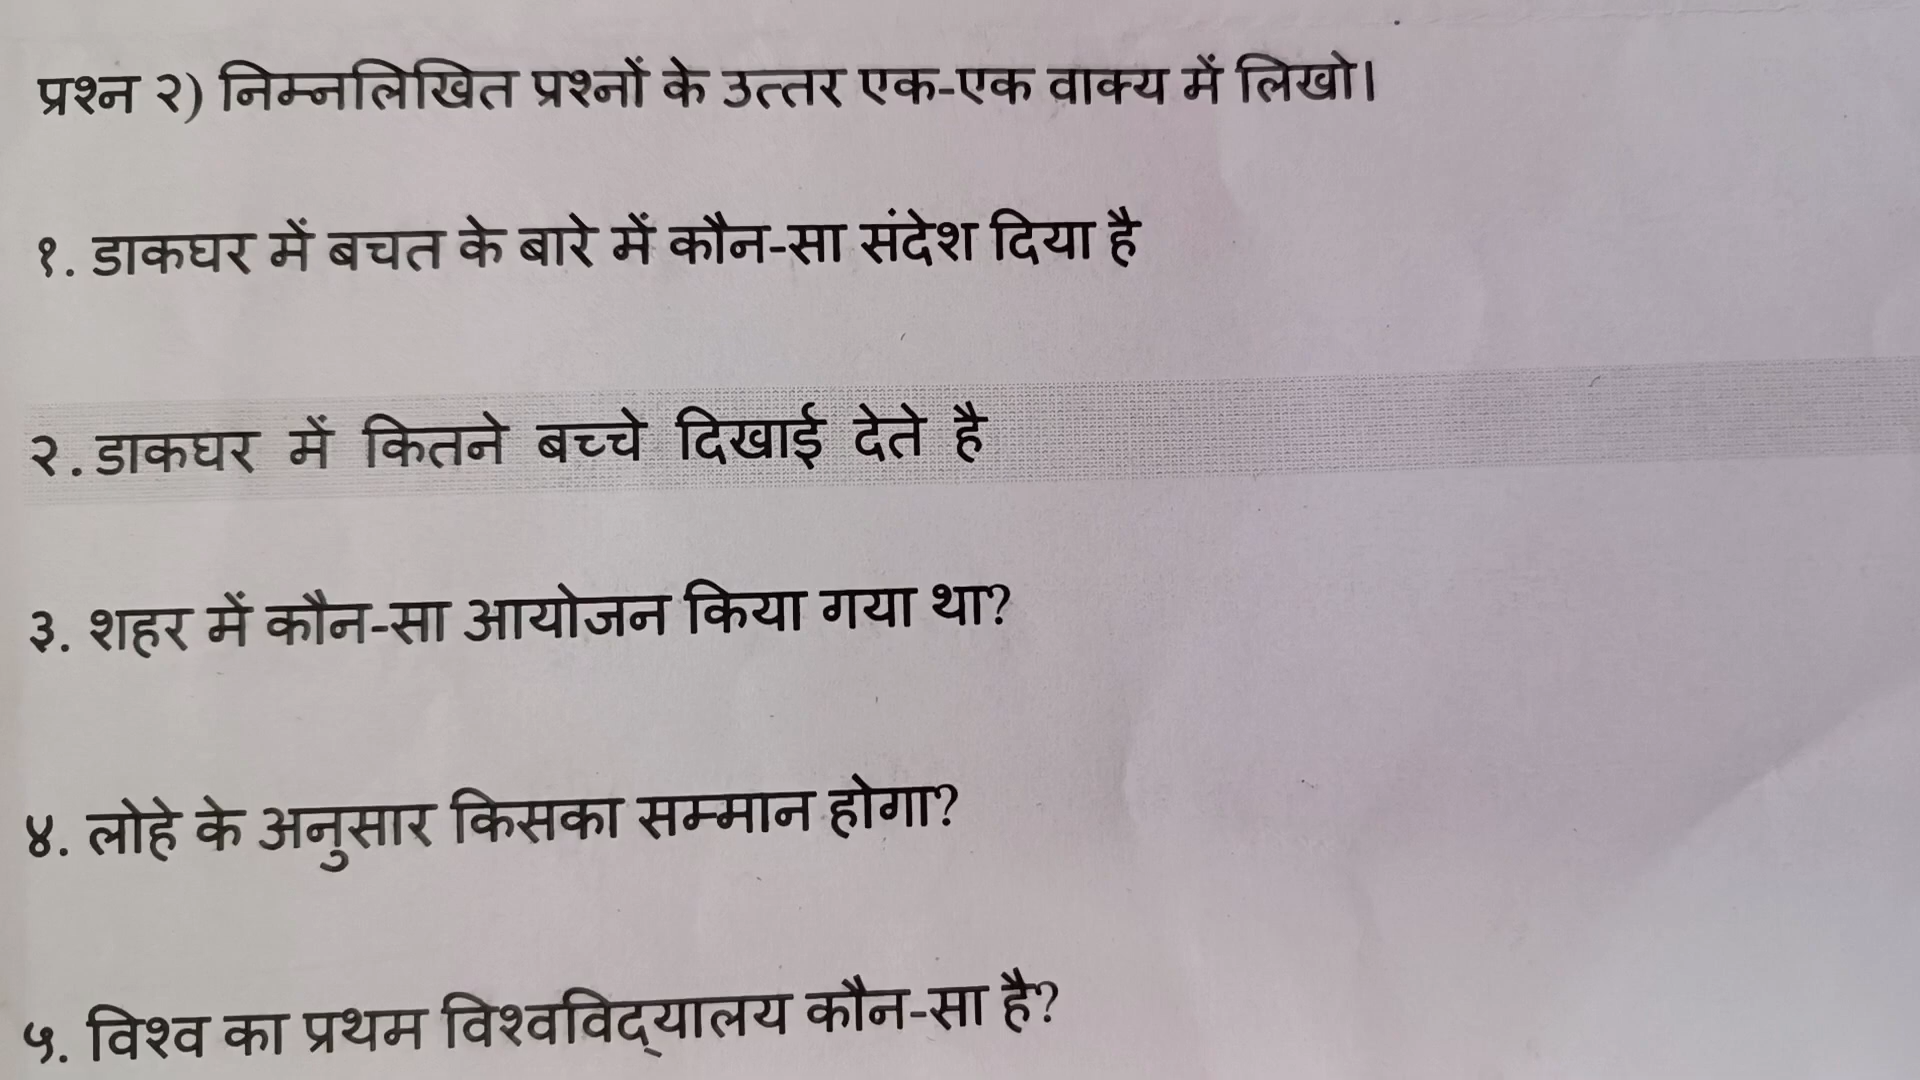 प्रश्न २) निम्नलिखित प्रश्नों के उत्तर एक-एक वाक्य में लिखो।
१. डाकघर में बचत के बारे में कौन-सा संदेश दिया है
२. डाकघर में कितने बच्चे दिखाई देते है
३. शहर में कौन-सा आयोजन किया गया था?
४. लोहे के अनुसार किसका सम्मान होगा?
५. विश्व का प्रथम विश्वविद्‌यालय कौन-सा है?